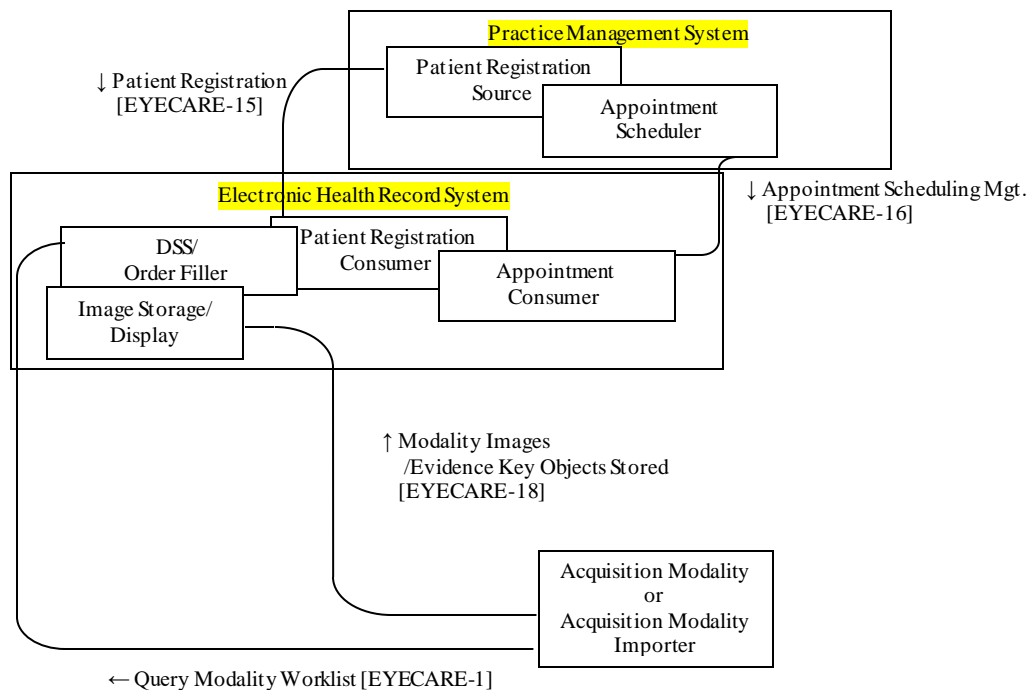 Practice Management System
Patient Registration
Source
Appointment
Scheduler
↓ Patient Registration
[EYECARE-15]
↓ Appointment Scheduling Mgt.
[EYECARE-16]
Electronic Health Record System
DSS/
Order Filler
Patient Registration
Consumer
Appointment
Consumer
Image Storage/
Display
↑ Modality Images
/Evidence Key Objects Stored
[EYECARE-18]
Acquisition Modality
or
Acquisition Modality
Importer
← Query Modality Worklist [EYECARE-1]